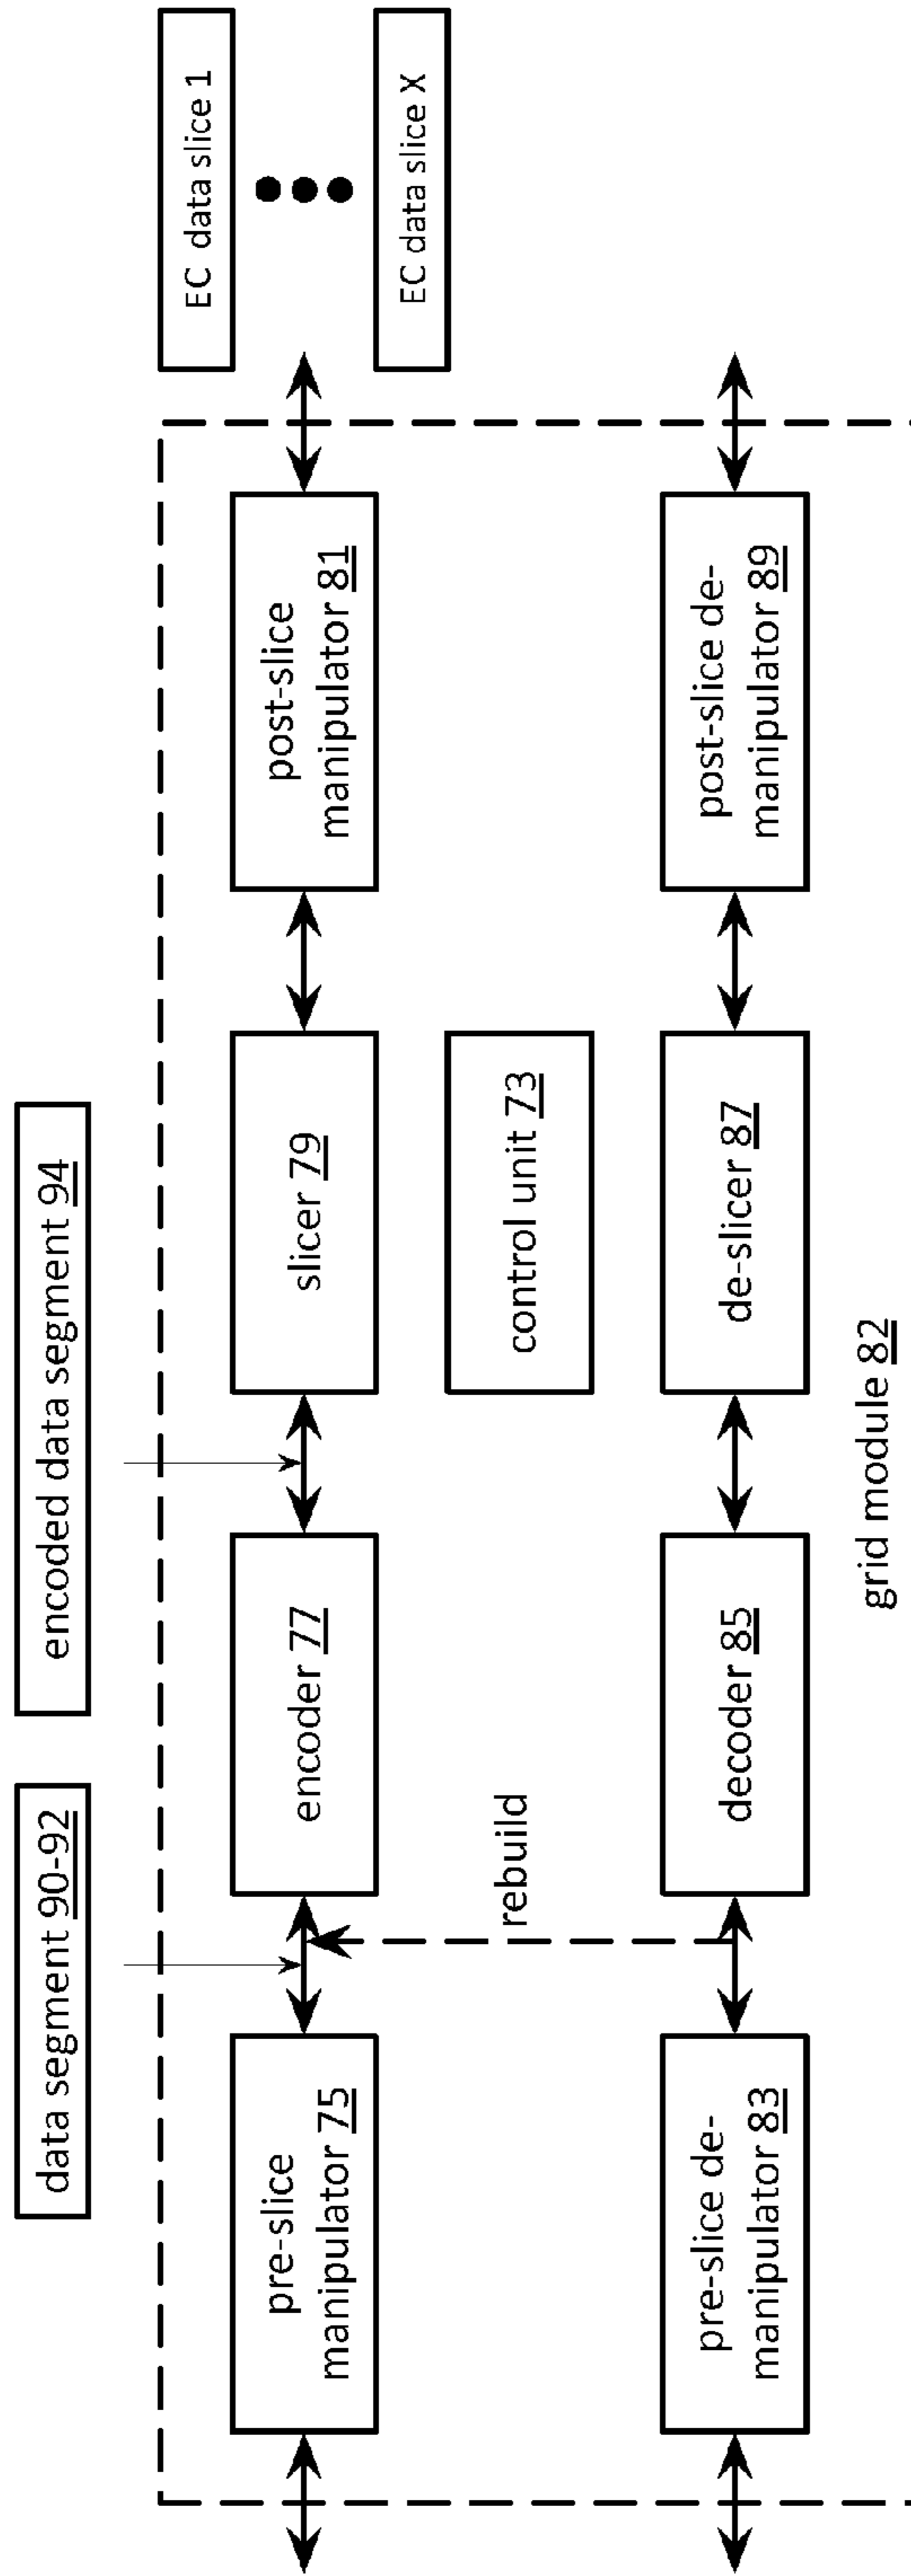 data segment 90-92
encoded data segment 94
EC data slice 1
EC data slice X
pre-slice
manipulator 75
encoder 77
slicer 79
post-slice
manipulator 81
rebuild
control unit 73
pre-slice de-
manipulator 83
decoder 85
de-slicer 87
post-slice de-
manipulator 89
grid module 82